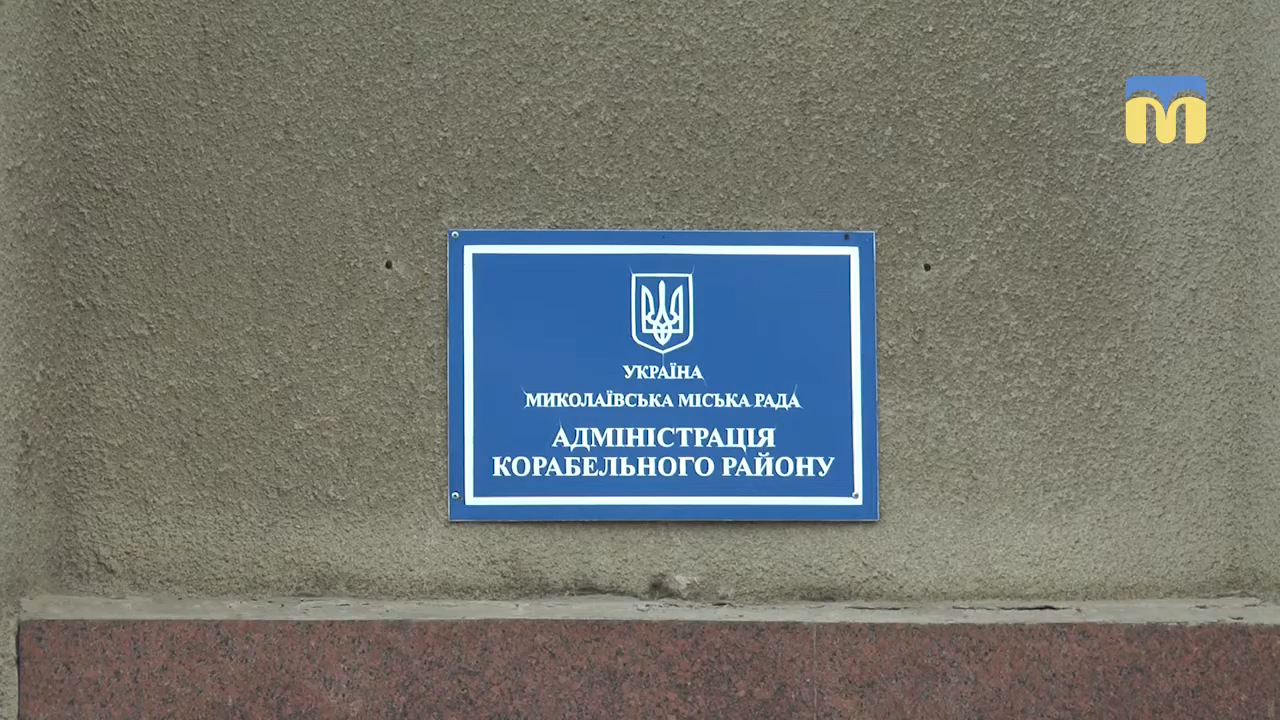 УКРАЇНА
МИКОЛАЇВСЬКА МІСЬКА РАДА
АДМІНІСТРАЦІЯ
КОРАБЕЛЬНОГО РАЙОНУ